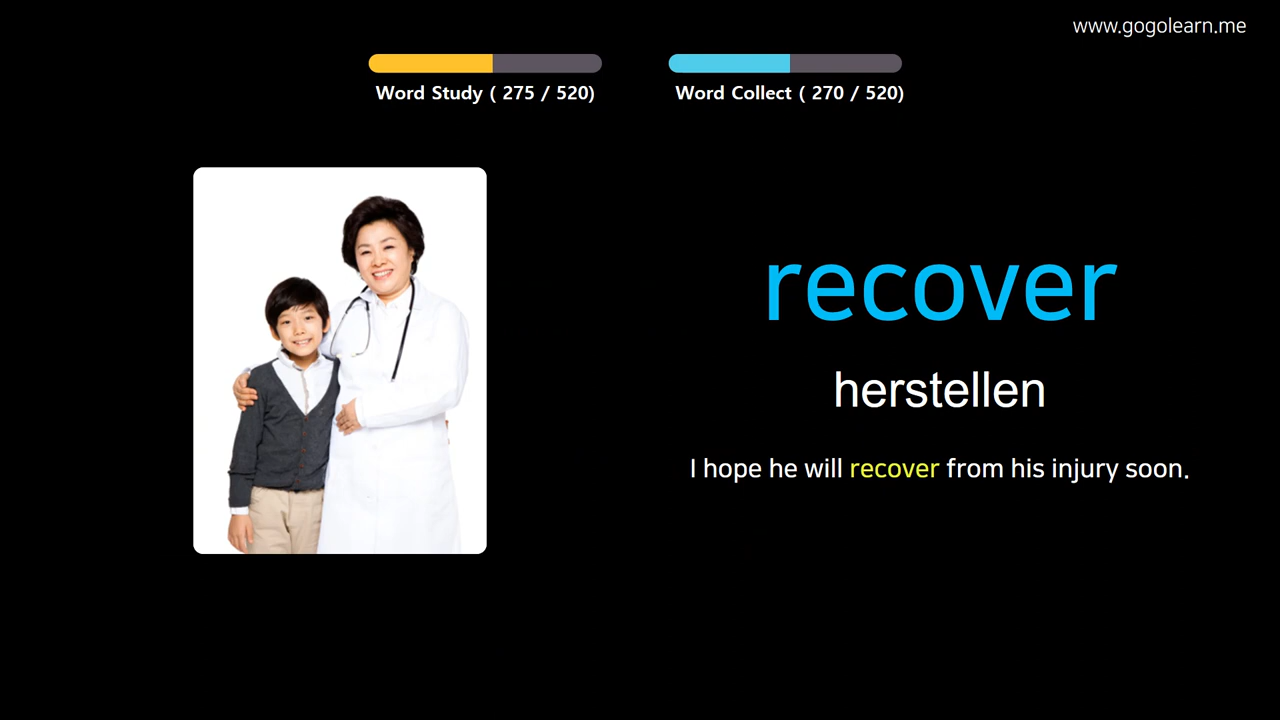 www.gogolearn.me
Word Study ( 275 / 520)
Word Collect ( 270 / 520)
recover
herstellen
I hope he will recover from his injury soon.